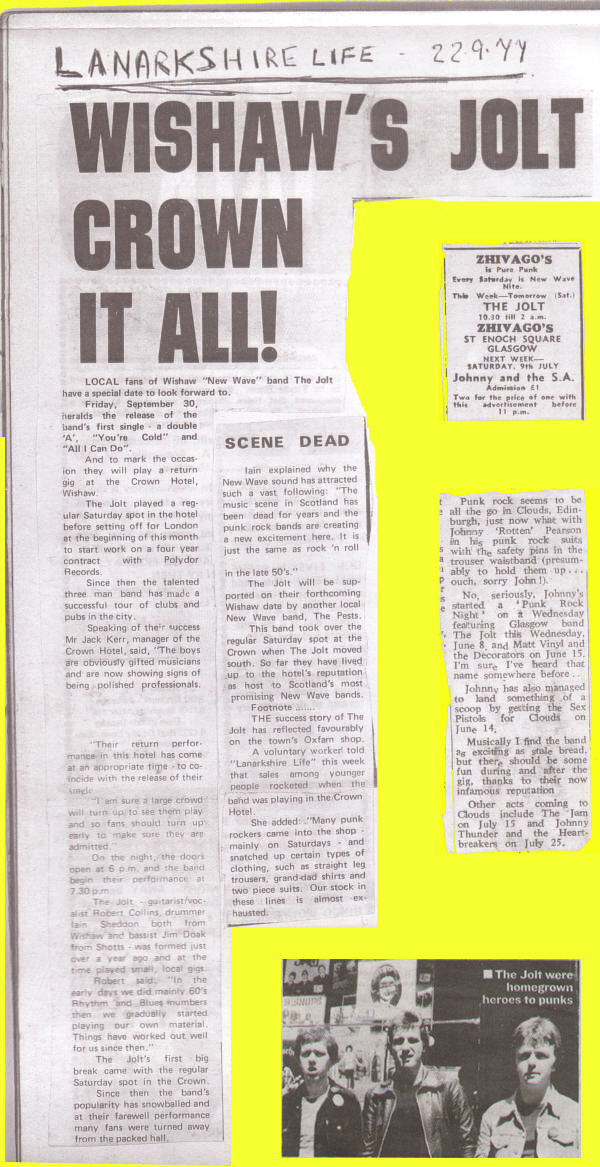 LANARKSHIRE LIFE - 22.9.77
WISHAW'S JOLT
CROWN
IT ALL!
LOCAL fans of Wishaw "New Wave" band The Jolt
have a special date to look forward to.
Friday, September 30,
heralds the release of the
band's first single - a double
'A', "You're Cold" and
"All I Can Do".
And to mark the occas-
ion they will play a return
gig at the Crown Hotel,
Wishaw.
The Jolt played a reg-
ular Saturday spot in the hotel
before setting off for London
at the beginning of this month
to start work on a four year
contract with Polydor
Records.
Since then the talented
three man band has made a
successful tour of clubs and
pubs in the city.
Speaking of their success
Mr Jack Kerr, manager of the
Crown Hotel, said, "The boys
are obviously gifted musicians
and are now showing signs of
being polished professionals.
"Their return perfor-
mance in this hotel has come
at an appropriate time - to co-
incide with the release of their
single
"I am sure a large crowd
will turn up to see them play
and so fans should turn up
early to make sure they are
admitted."
On the night, the doors
open at 6 p.m. and the band
begin their performance at
7.30 p.m.
The Jolt - guitarist/voc-
alist Robert Collins, drummer
Iain Sheddon both from
Wishaw and bassist Jim Doak
from Shotts - was formed just
over a year ago and at the
time played small, local gigs.
Robert said: "In the
early days we did mainly 60's
Rhythm and Blues numbers
then we gradually started
playing our own material.
Things have worked out well
for us since then."
The Jolt's first big
break came with the regular
Saturday spot in the Crown.
Since then the band's
popularity has snowballed and
at their farewell performance
many fans were turned away
from the packed hall.
SCENE DEAD
Iain explained why the
New Wave sound has attracted
such a vast following: "The
music scene in Scotland has
been dead for years and the
punk rock bands are creating
a new excitement here. It is
just the same as rock 'n roll
in the late 50's."
The Jolt will be sup-
ported on their forthcoming
Wishaw date by another local
New Wave band, The Pests.
This band took over the
regular Saturday spot at the
Crown when The Jolt moved
south. So far they have lived
up to the hotel's reputation
as host to Scotland's most
promising New Wave bands.
Footnote .......
THE success story of The
Jolt has reflected favourably
on the town's Oxfam shop.
A voluntary worker told
"Lanarkshire Life" this week
that sales among younger
people rocketed when the
band was playing in the Crown
Hotel.
She added: "Many punk
rockers came into the shop -
mainly on Saturdays - and
snatched up certain types of
clothing, such as straight leg
trousers, grand-dad shirts and
two piece suits. Our stock in
these lines is almost ex-
hausted.
ZHIVAGO'S
is Pure Punk
Every Saturday is New Wave
Nite.
This Week—Tomorrow (Sat.)
THE JOLT
10.30 till 2 a.m.
ZHIVAGO'S
ST ENOCH SQUARE
GLASGOW
NEXT WEEK—
SATURDAY, 9th JULY
Johnny and the S.A.
Admission £1
Two for the price of one with
this advertisement before
11 p.m.
Punk rock seems to be
all the go in Clouds, Edin-
burgh, just now what with
Johnny 'Rotten' Pearson
in his punk rock suits
with the safety pins in the
trouser waistband (presum-
ably to hold them up...
ouch, sorry John!).
No, seriously, Johnny's
started a 'Punk Rock
Night' on a Wednesday
featuring Glasgow band
The Jolt this Wednesday,
June 8, and Matt Vinyl and
the Decorators on June 15.
I'm sure I've heard that
name somewhere before ..
Johnny has also managed
to land something of a
scoop by getting the Sex
Pistols for Clouds on
June 14.
Musically I find the band
as exciting as stale bread,
but there should be some
fun during and after the
gig, thanks to their now
infamous reputation
Other acts coming to
Clouds include The Jam
on July 15 and Johnny
Thunder and the Heart-
breakers on July 25.
■ The Jolt were
homegrown
heroes to punks